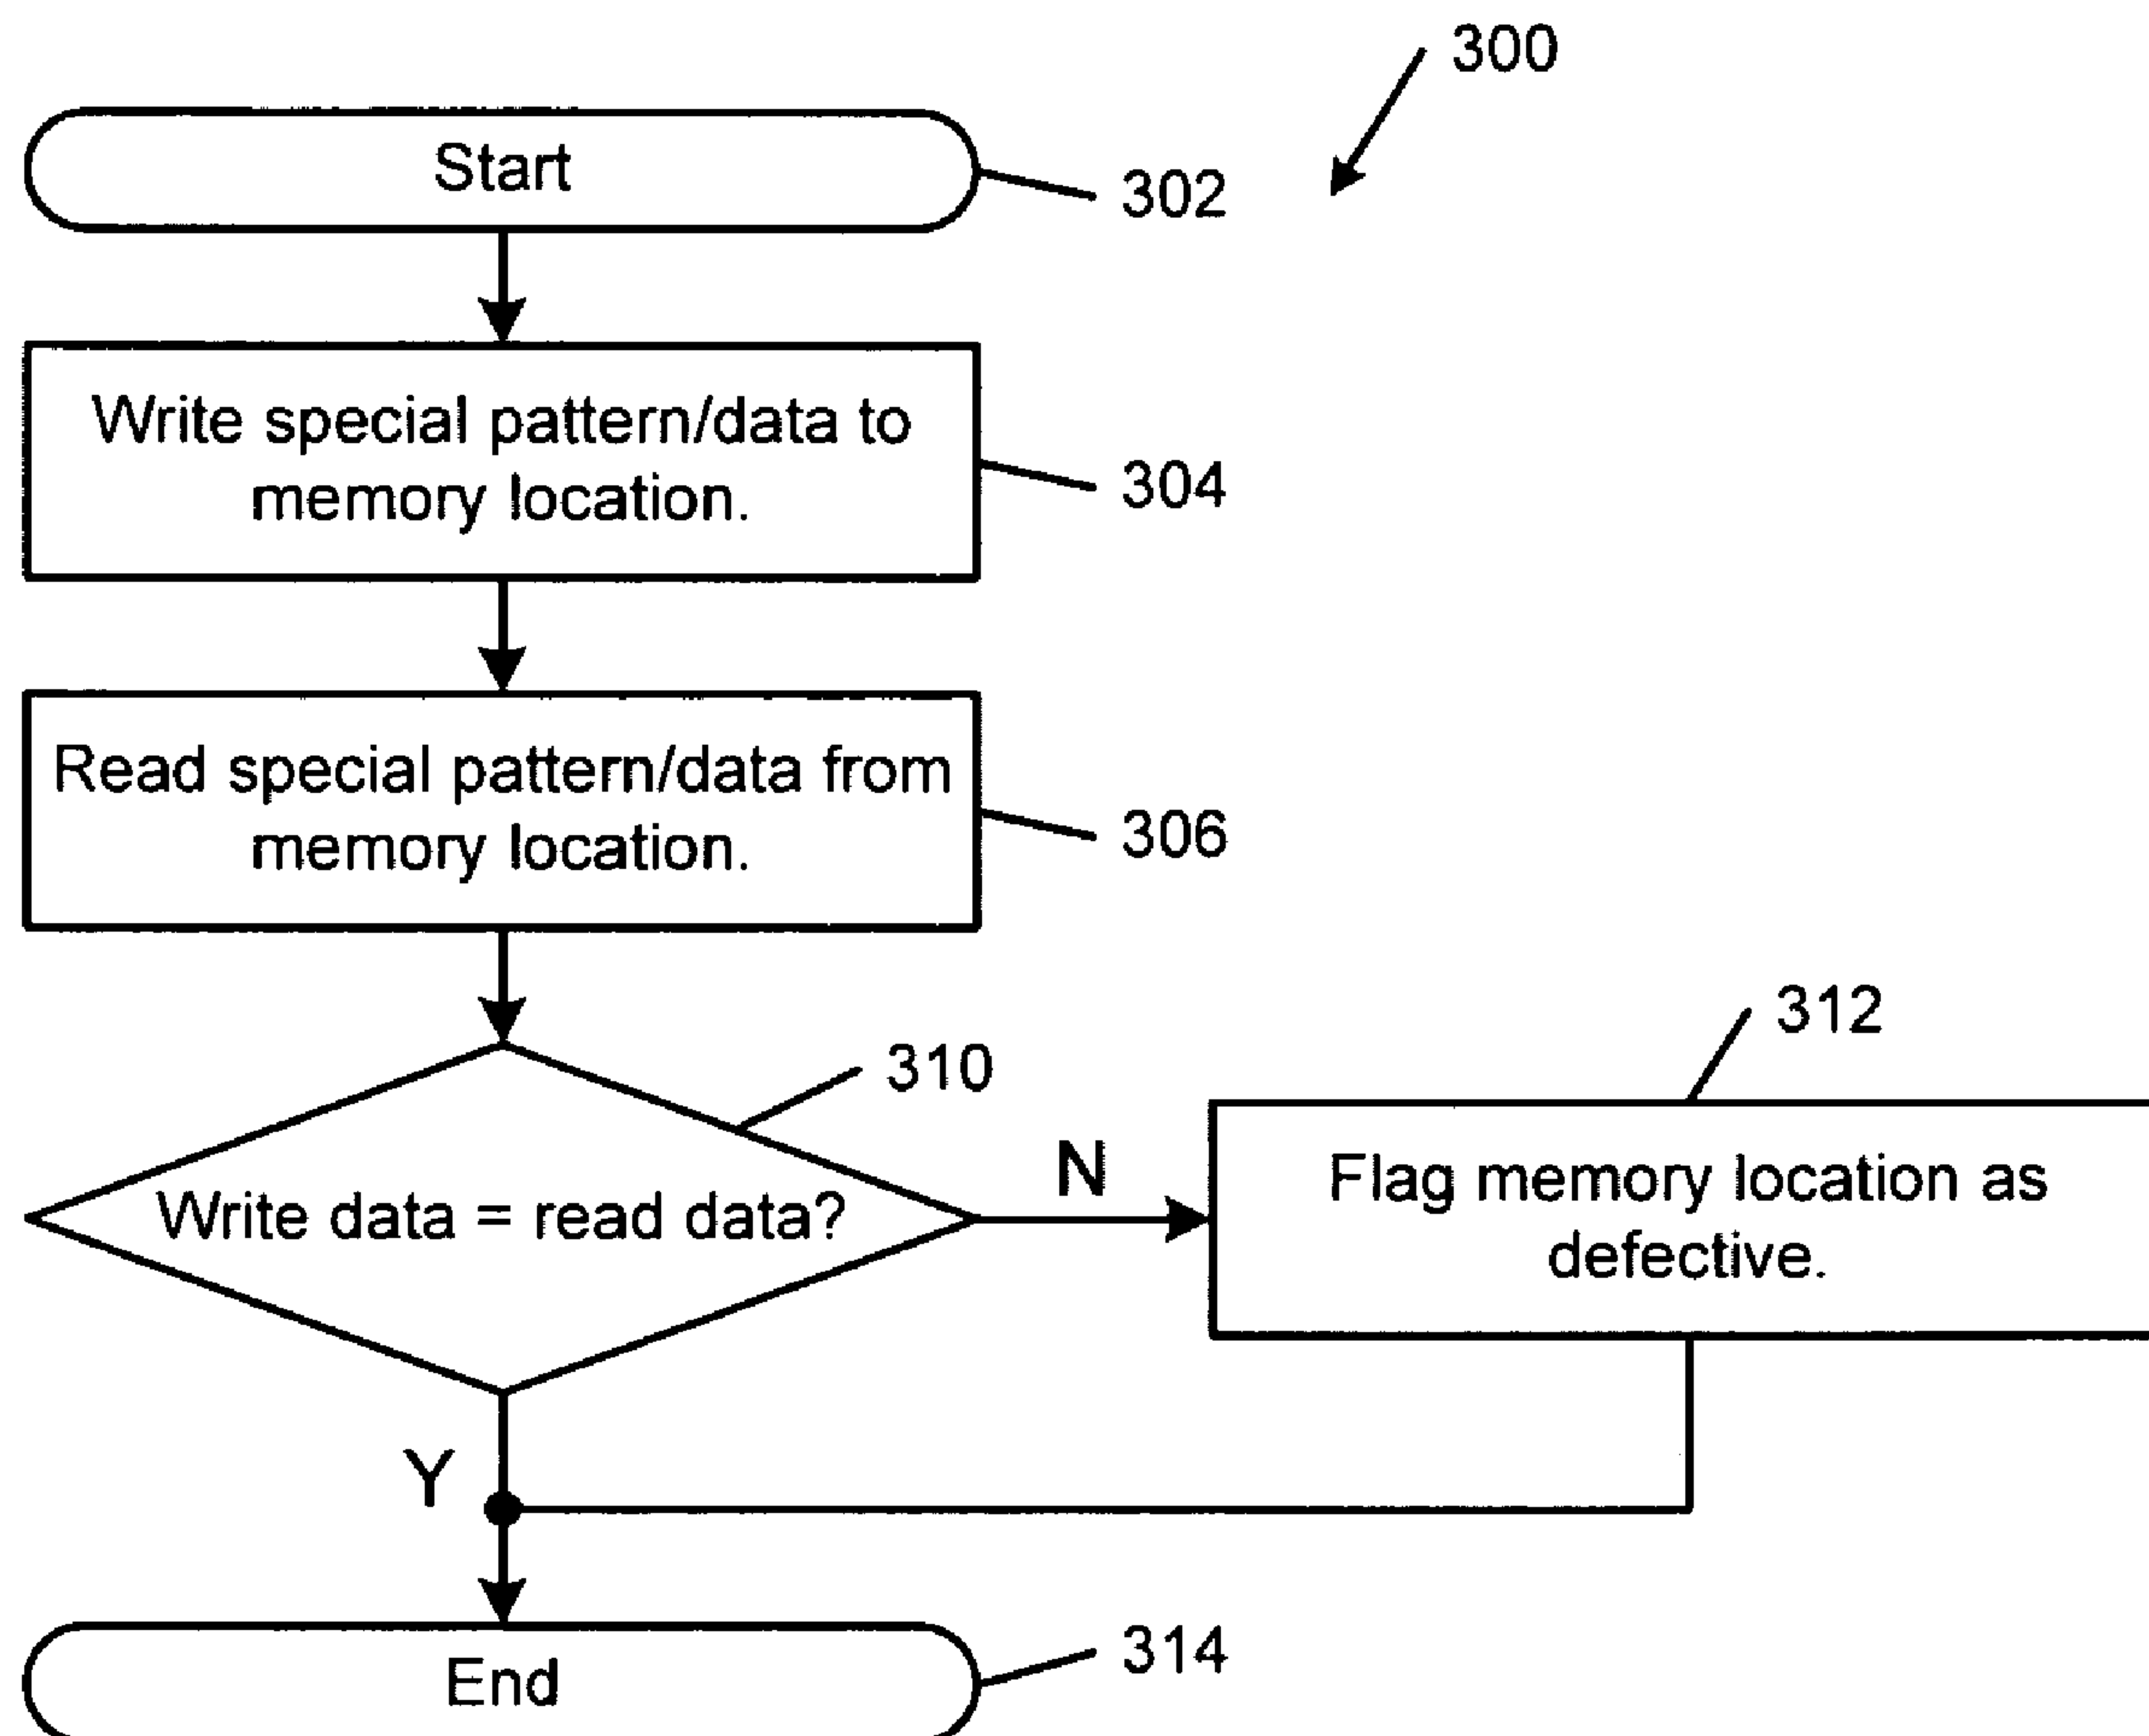 300
Start
302
Write special pattern/data to
memory location.
304
Read special pattern/data from
memory location.
306
310
312
Write data = read data?
N
Flag memory location as
defective.
Y
End
314